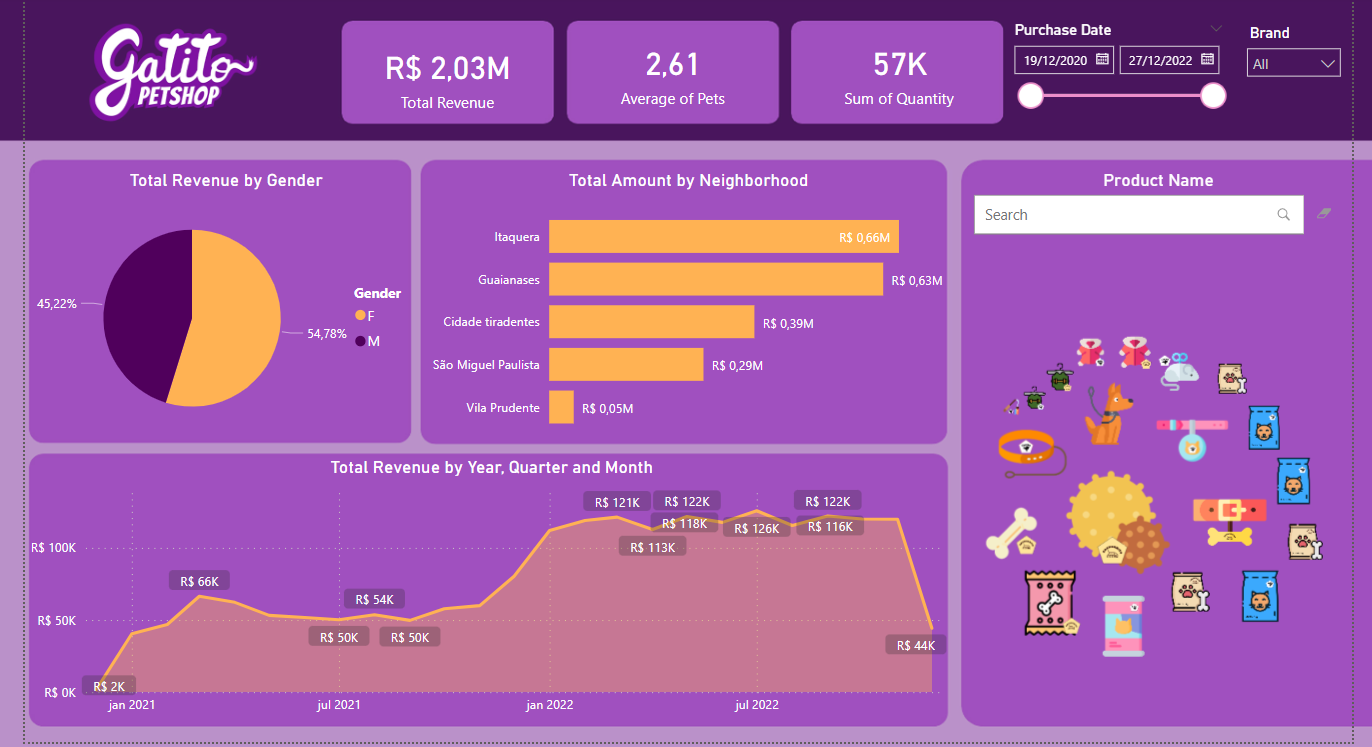 Gatito
PETSHOP
R$ 2,03M
Total Revenue
2,61
Average of Pets
57K
Sum of Quantity
Purchase Date
19/12/2020
27/12/2022
Brand
All
Total Revenue by Gender
45,22%
54,78%
Gender
F
M
Total Amount by Neighborhood
Itaquera
R$ 0,66M
Guaianases
R$ 0,63M
Cidade tiradentes
R$ 0,39M
São Miguel Paulista
R$ 0,29M
Vila Prudente
R$ 0,05M
Product Name
Search
Total Revenue by Year, Quarter and Month
R$ 100K
R$ 50K
R$ 0K
R$ 2K
R$ 66K
R$ 50K
R$ 54K
R$ 50K
R$ 121K
R$ 113K
R$ 122K
R$ 118K
R$ 126K
R$ 122K
R$ 116K
R$ 44K
jan 2021
jul 2021
jan 2022
jul 2022